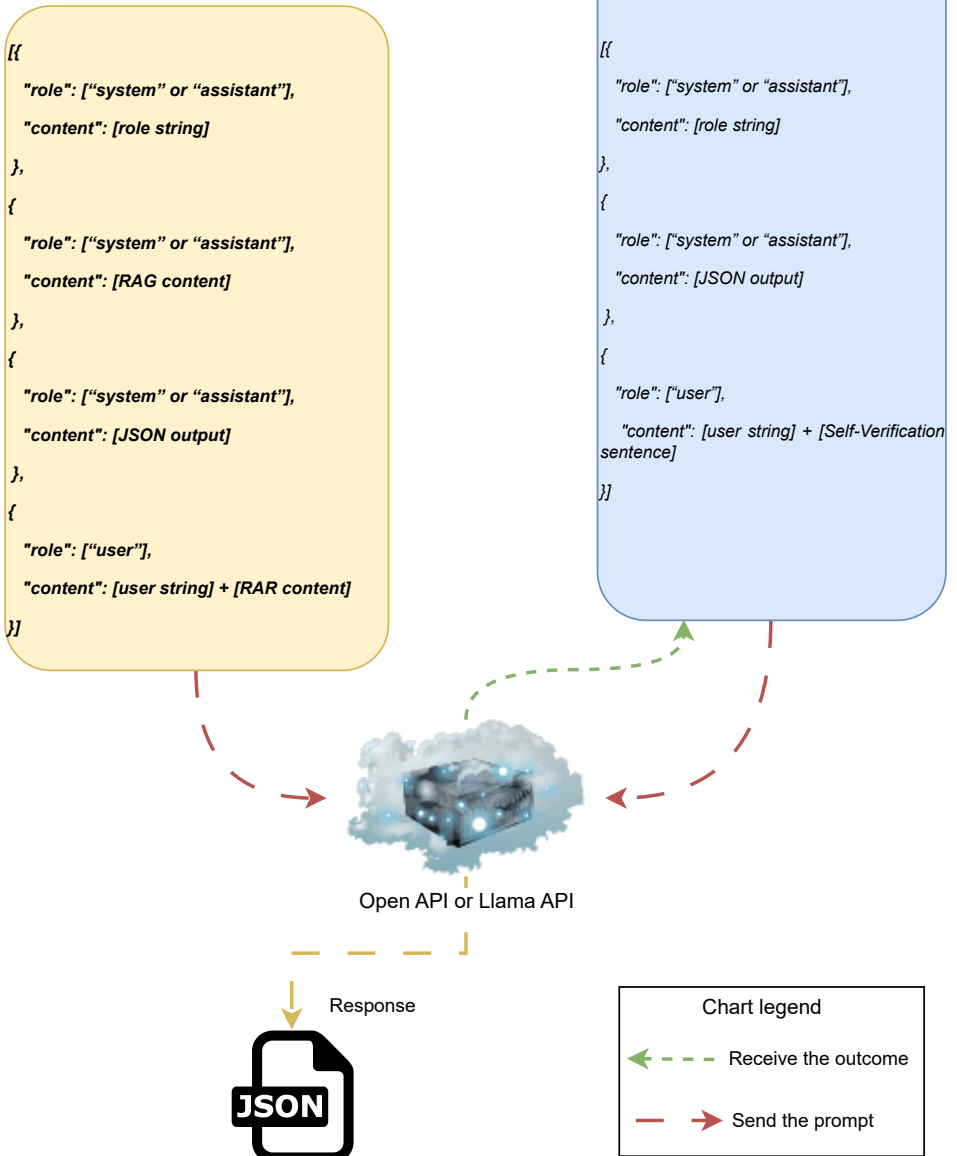 [{
"role": [“system” or “assistant”],
"content": [role string]
},
{
"role": [“system” or “assistant”],
"content": [RAG content]
},
{
"role": [“system” or “assistant”],
"content": [JSON output]
},
{
"role": [“user”],
"content": [user string] + [RAR content]
}]
[{
"role": [“system” or “assistant”],
"content": [role string]
},
{
"role": [“system” or “assistant”],
"content": [JSON output]
},
{
"role": [“user”],
"content": [user string] + [Self-Verification
sentence]
}]
Open API or Llama API
Response
JSON
Chart legend
Receive the outcome
Send the prompt